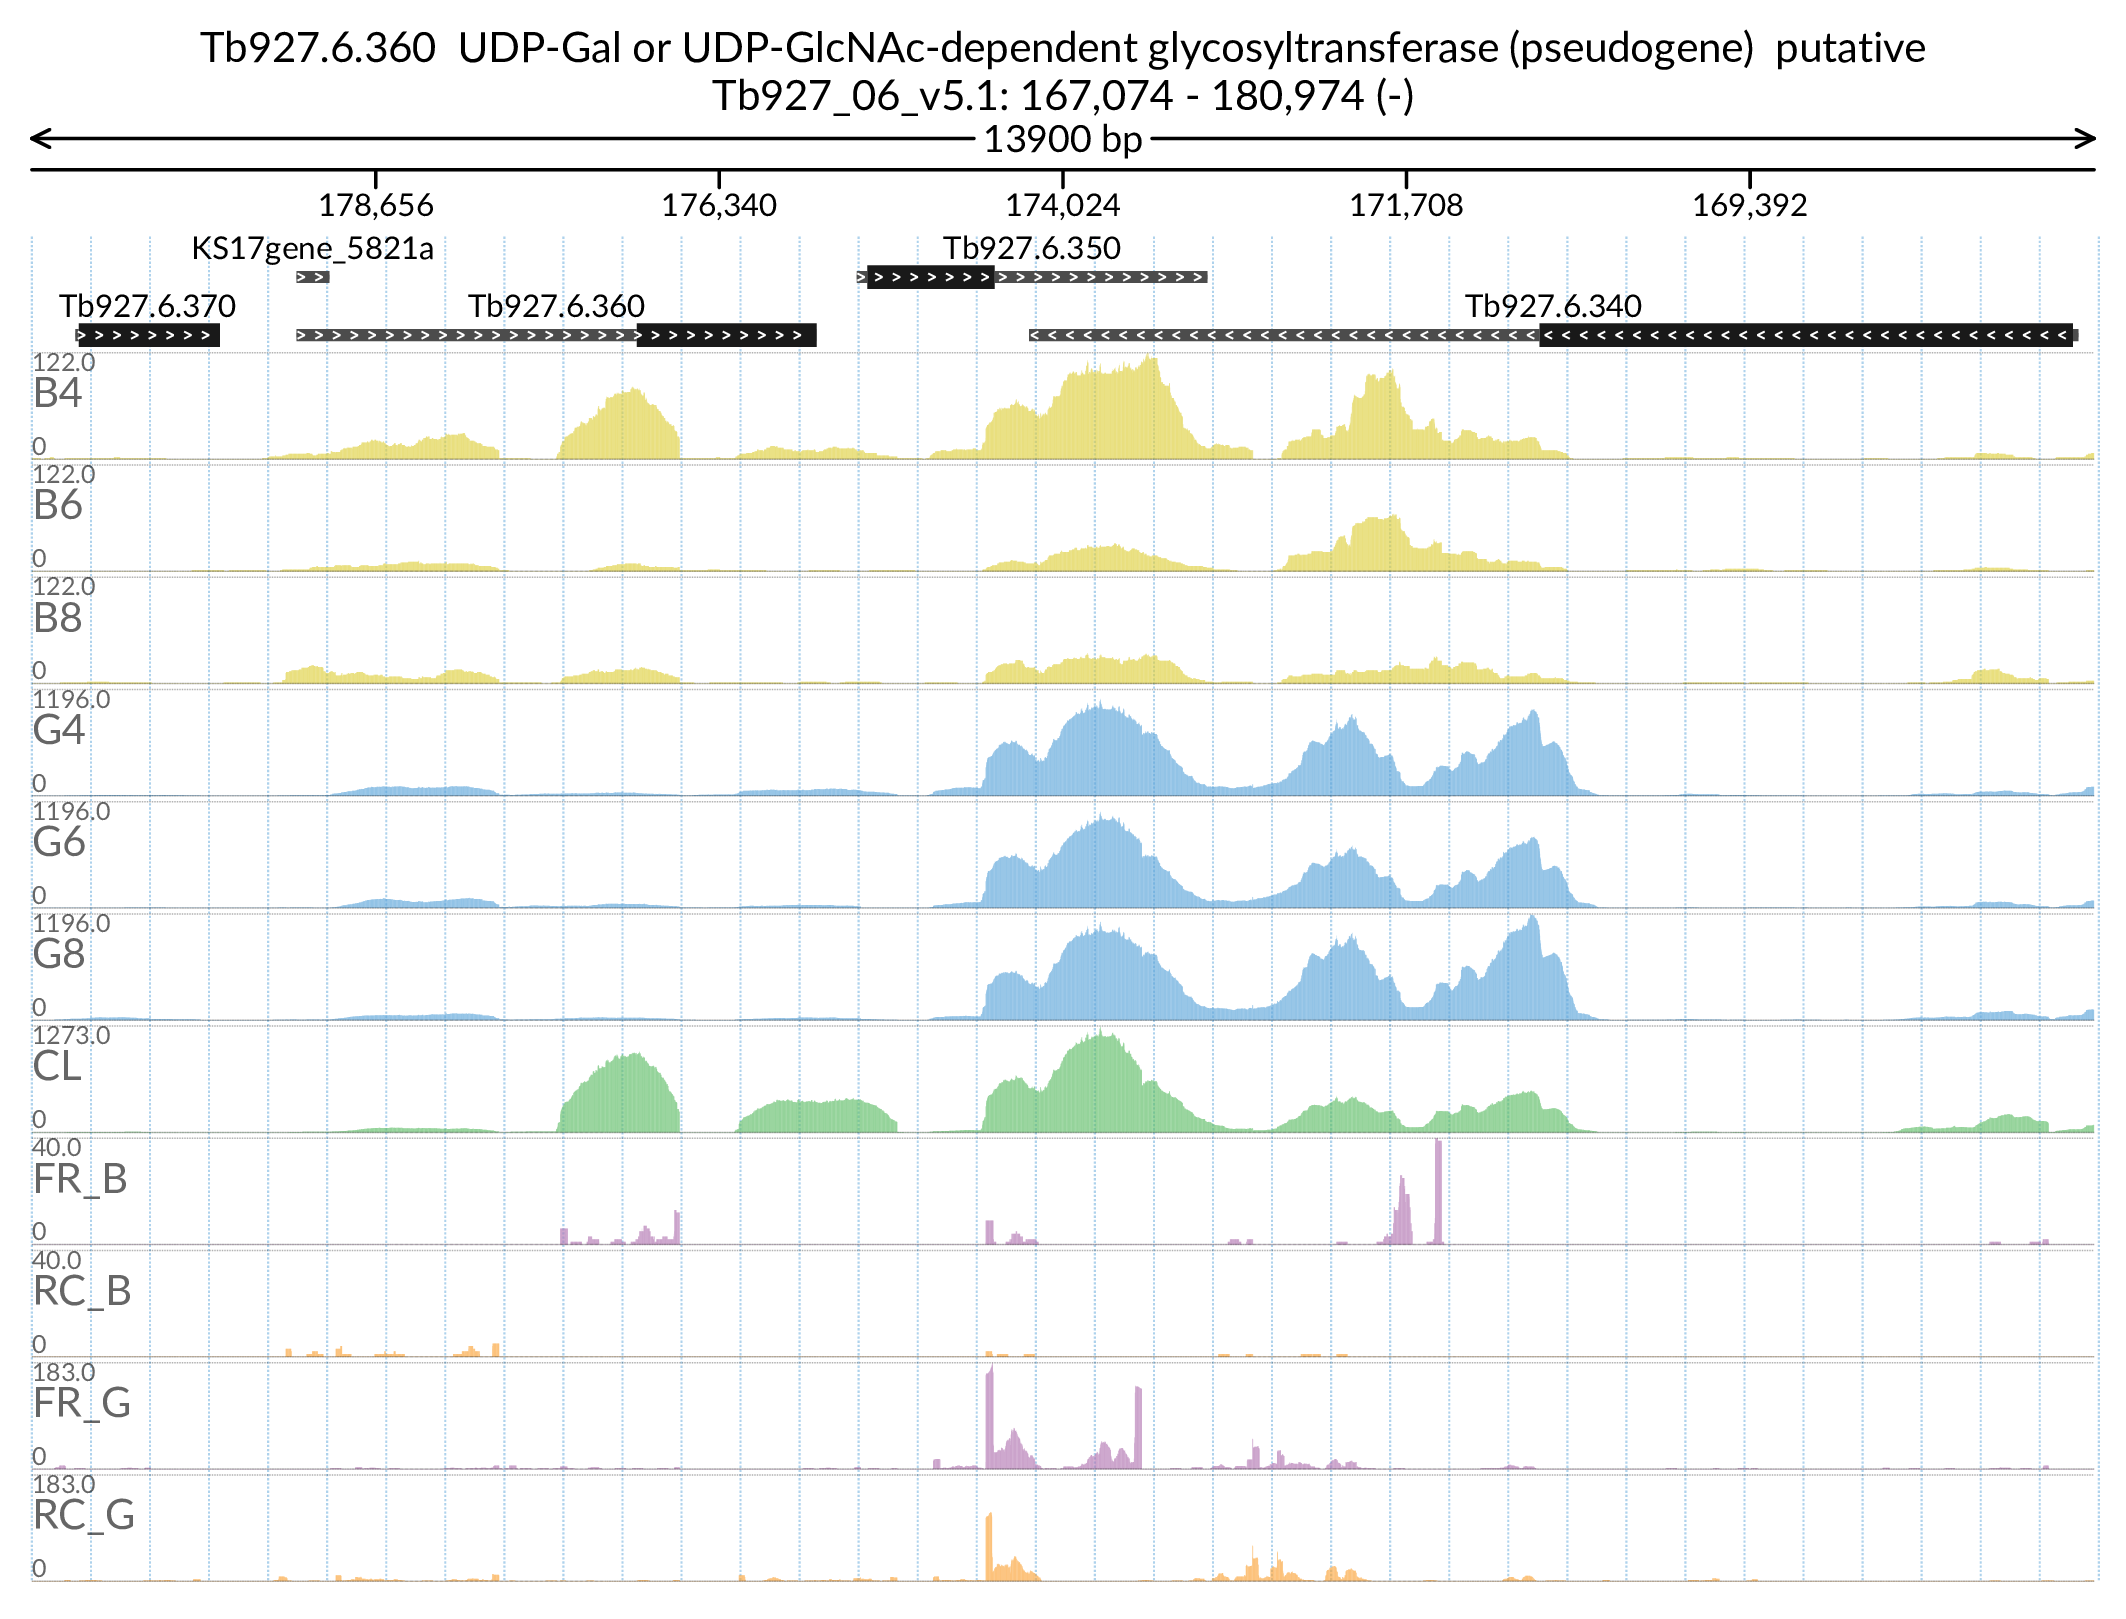 Tb927.6.360  UDP-Gal or UDP-GlcNAc-dependent glycosyltransferase (pseudogene)  putative
Tb927_06_v5.1: 167,074 - 180,974 (-)
13900 bp
178,656 176,340 174,024 171,708 169,392
KS17gene_5821a Tb927.6.350
Tb927.6.370 Tb927.6.360 Tb927.6.340
122.0
B4
0
122.0
B6
0
122.0
B8
0
1196.0
G4
0
1196.0
G6
0
1196.0
G8
0
1273.0
CL
0
40.0
FR_B
0
40.0
RC_B
0
183.0
FR_G
0
183.0
RC_G
0